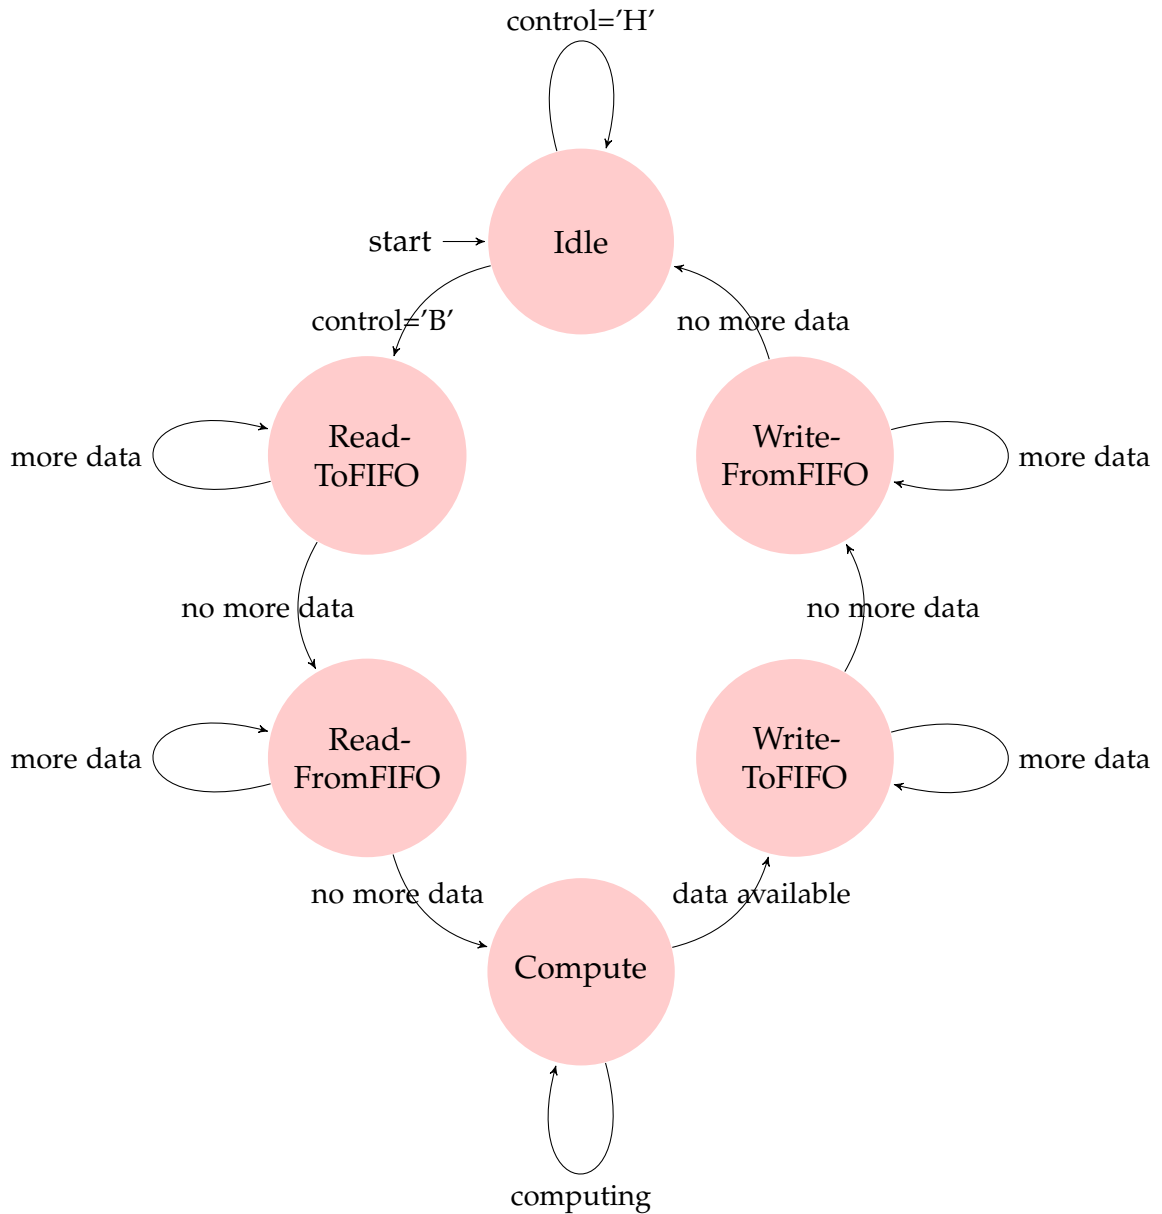 control='H'
start
Idle
control='B'
no more data
Read-
ToFIFO
Write-
FromFIFO
more data
more data
no more data
no more data
Read-
FromFIFO
Write-
ToFIFO
more data
more data
no more data
data available
Compute
computing